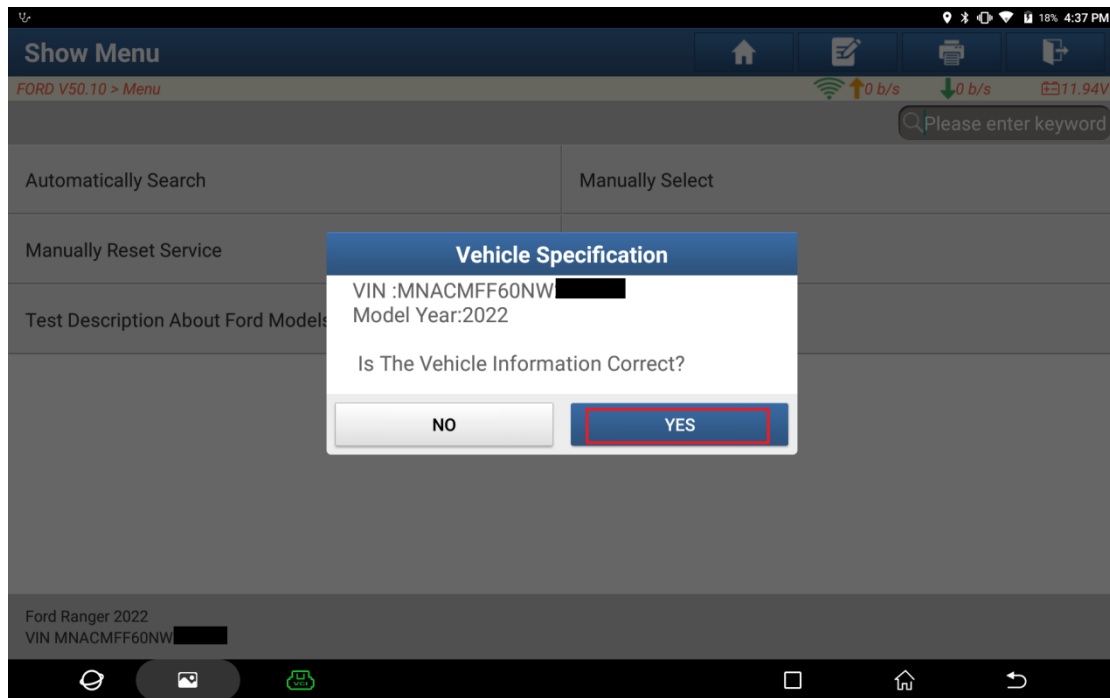 18% 4:37 PM
Show Menu
FORD V50.10 > Menu
0 b/s
0 b/s
11.94V
Please enter keyword
Automatically Search
Manually Select
Manually Reset Service
Test Description About Ford Models
Vehicle Specification
VIN :MNACMFF60NW
Model Year:2022
Is The Vehicle Information Correct?
NO
YES
Ford Ranger 2022
VIN MNACMFF60NW
VCI